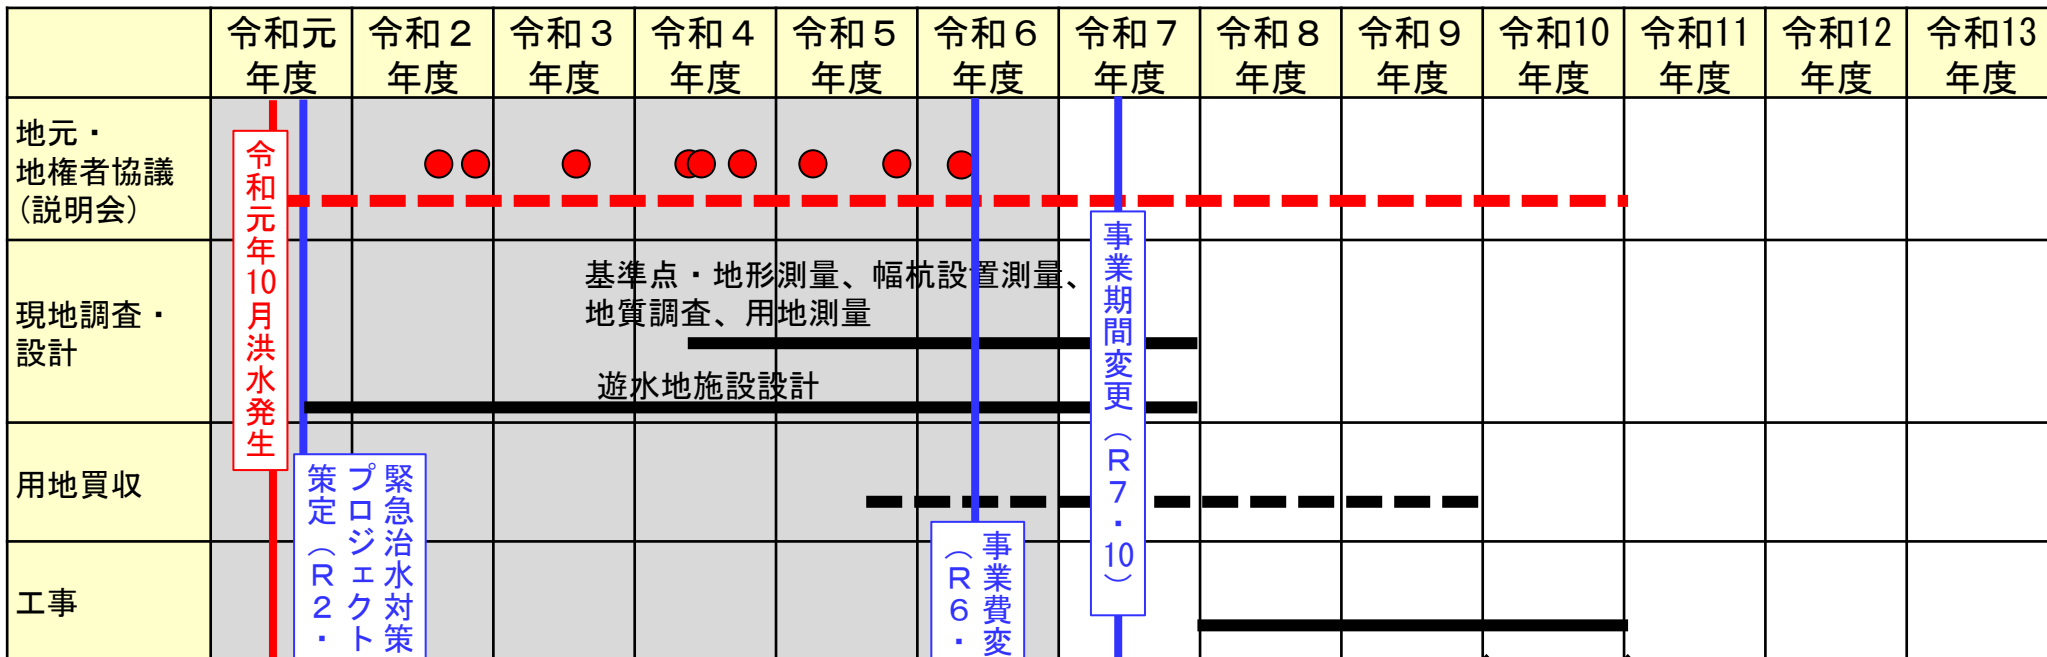 令和元年度
令和２年度
令和３年度
令和４年度
令和５年度
令和６年度
令和７年度
令和８年度
令和９年度
令和10年度
令和11年度
令和12年度
令和13年度
地元・
地権者協議
（説明会）
令和元年10月洪水発生
事業期間変更（Ｒ７・10）
現地調査・
設計
基準点・地形測量、幅杭設置測量、
地質調査、用地測量
遊水地施設設計
用地買収
緊急治水対策
プロジェクト
策定（Ｒ２・
事業費変
（Ｒ６・
工事